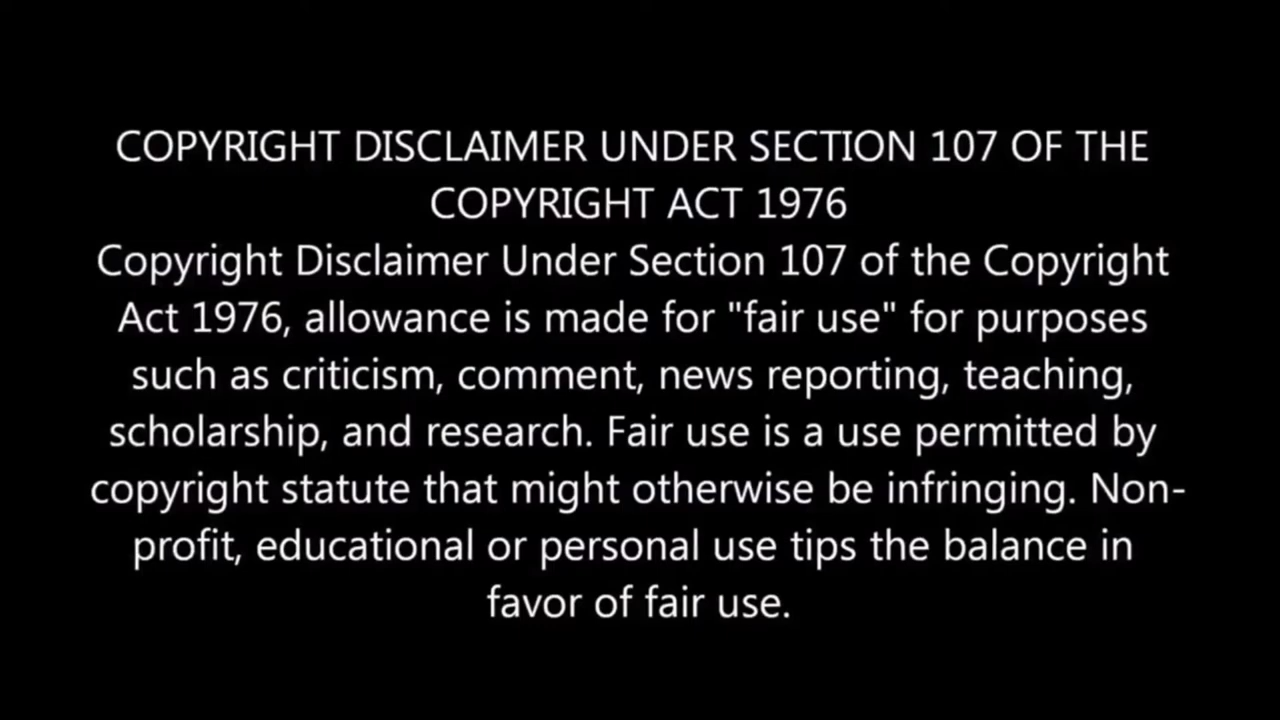 COPYRIGHT DISCLAIMER UNDER SECTION 107 OF THE
COPYRIGHT ACT 1976
Copyright Disclaimer Under Section 107 of the Copyright
Act 1976, allowance is made for "fair use" for purposes
such as criticism, comment, news reporting, teaching,
scholarship, and research. Fair use is a use permitted by
copyright statute that might otherwise be infringing. Non-
profit, educational or personal use tips the balance in
favor of fair use.